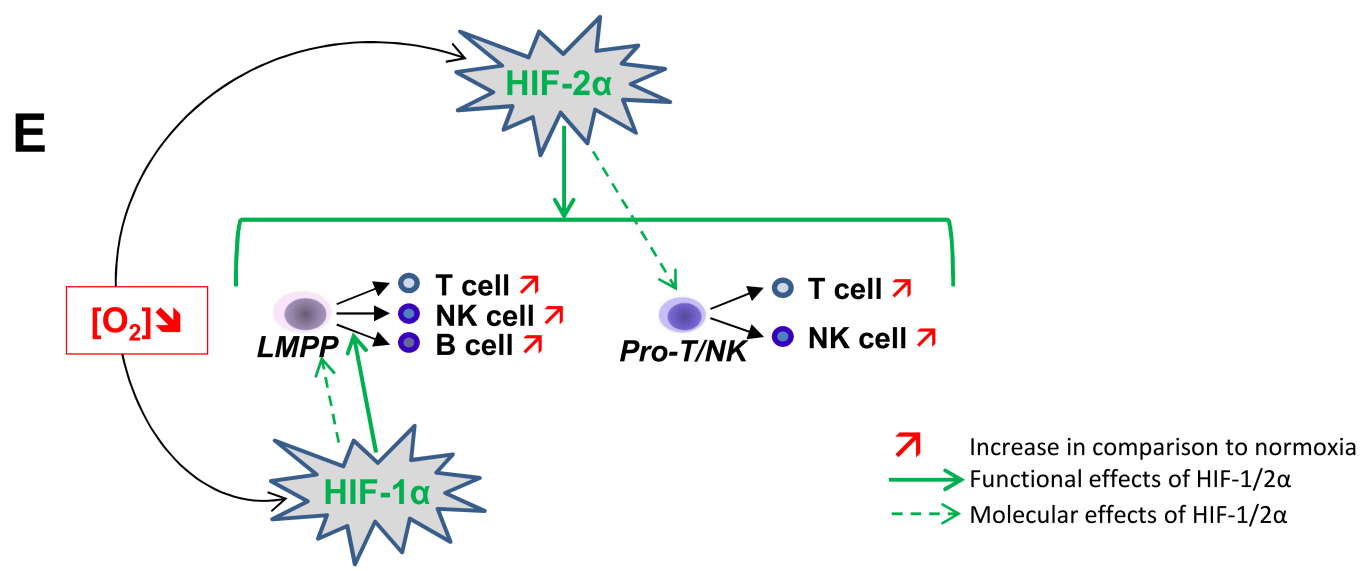 E
HIF-2α
[O₂]
LMPP
T cell
NK cell
B cell
Pro-T/NK
T cell
NK cell
HIF-1α
Increase in comparison to normoxia
Functional effects of HIF-1/2α
Molecular effects of HIF-1/2α